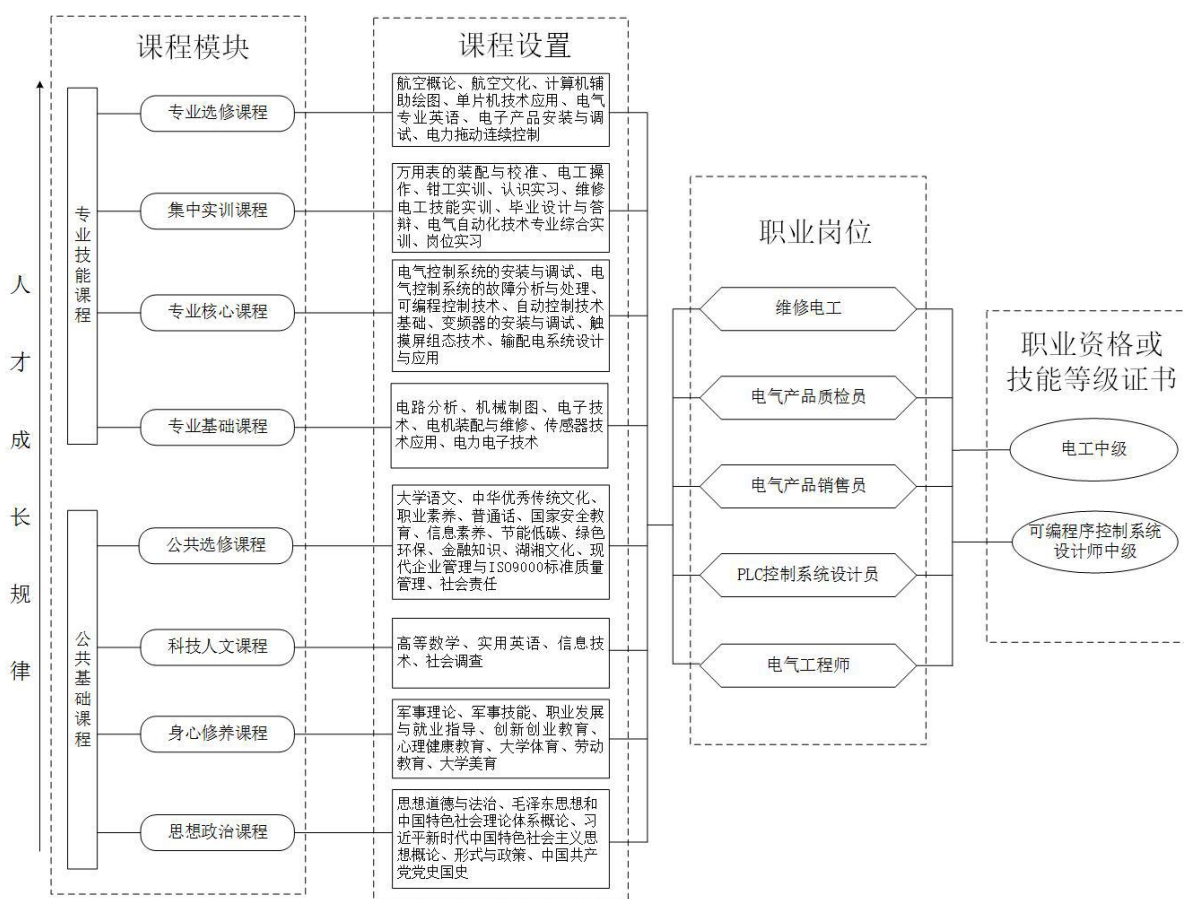 课程模块
课程设置
人才成长规律
专业技能课程
专业选修课程
航空概论、航空文化、计算机辅
助绘图、单片机技术应用、电气
专业英语、电子产品安装与调
试、电力拖动连续控制
集中实训课程
万用表的装配与校准、电工操
作、钳工实训、认识实习、维修
电工技能实训、毕业设计与答
辩、电气自动化技术专业综合实
训、岗位实习
专业核心课程
电气控制系统的安装与调试、电
气控制系统的故障分析与处理、
可编程控制技术、自动控制技术
基础、变频器的安装与调试、触
摸屏组态技术、输配电系统设计
与应用
专业基础课程
电路分析、机械制图、电子技
术、电机装配与维修、传感器技
术应用、电力电子技术
公共基础课程
公共选修课程
大学语文、中华优秀传统文化、
职业素养、普通话、国家安全教
育、信息素养、节能低碳、绿色
环保、金融知识、湖湘文化、现
代企业管理与ISO9000标准质量
管理、社会责任
科技人文课程
高等数学、实用英语、信息技
术、社会调查
身心修养课程
军事理论、军事技能、职业发展
与就业指导、创新创业教育、
心理健康教育、大学体育、劳动
教育、大学美育
思想政治课程
思想道德与法治、毛泽东思想和
中国特色社会理论体系概论、习
近平新时代中国特色社会主义思
想概论、形式与政策、中国共产
党党史国史
职业岗位
维修电工
电气产品质检员
电气产品销售员
PLC控制系统设计员
电气工程师
职业资格或
技能等级证书
电工中级
可编程序控制系统
设计师中级